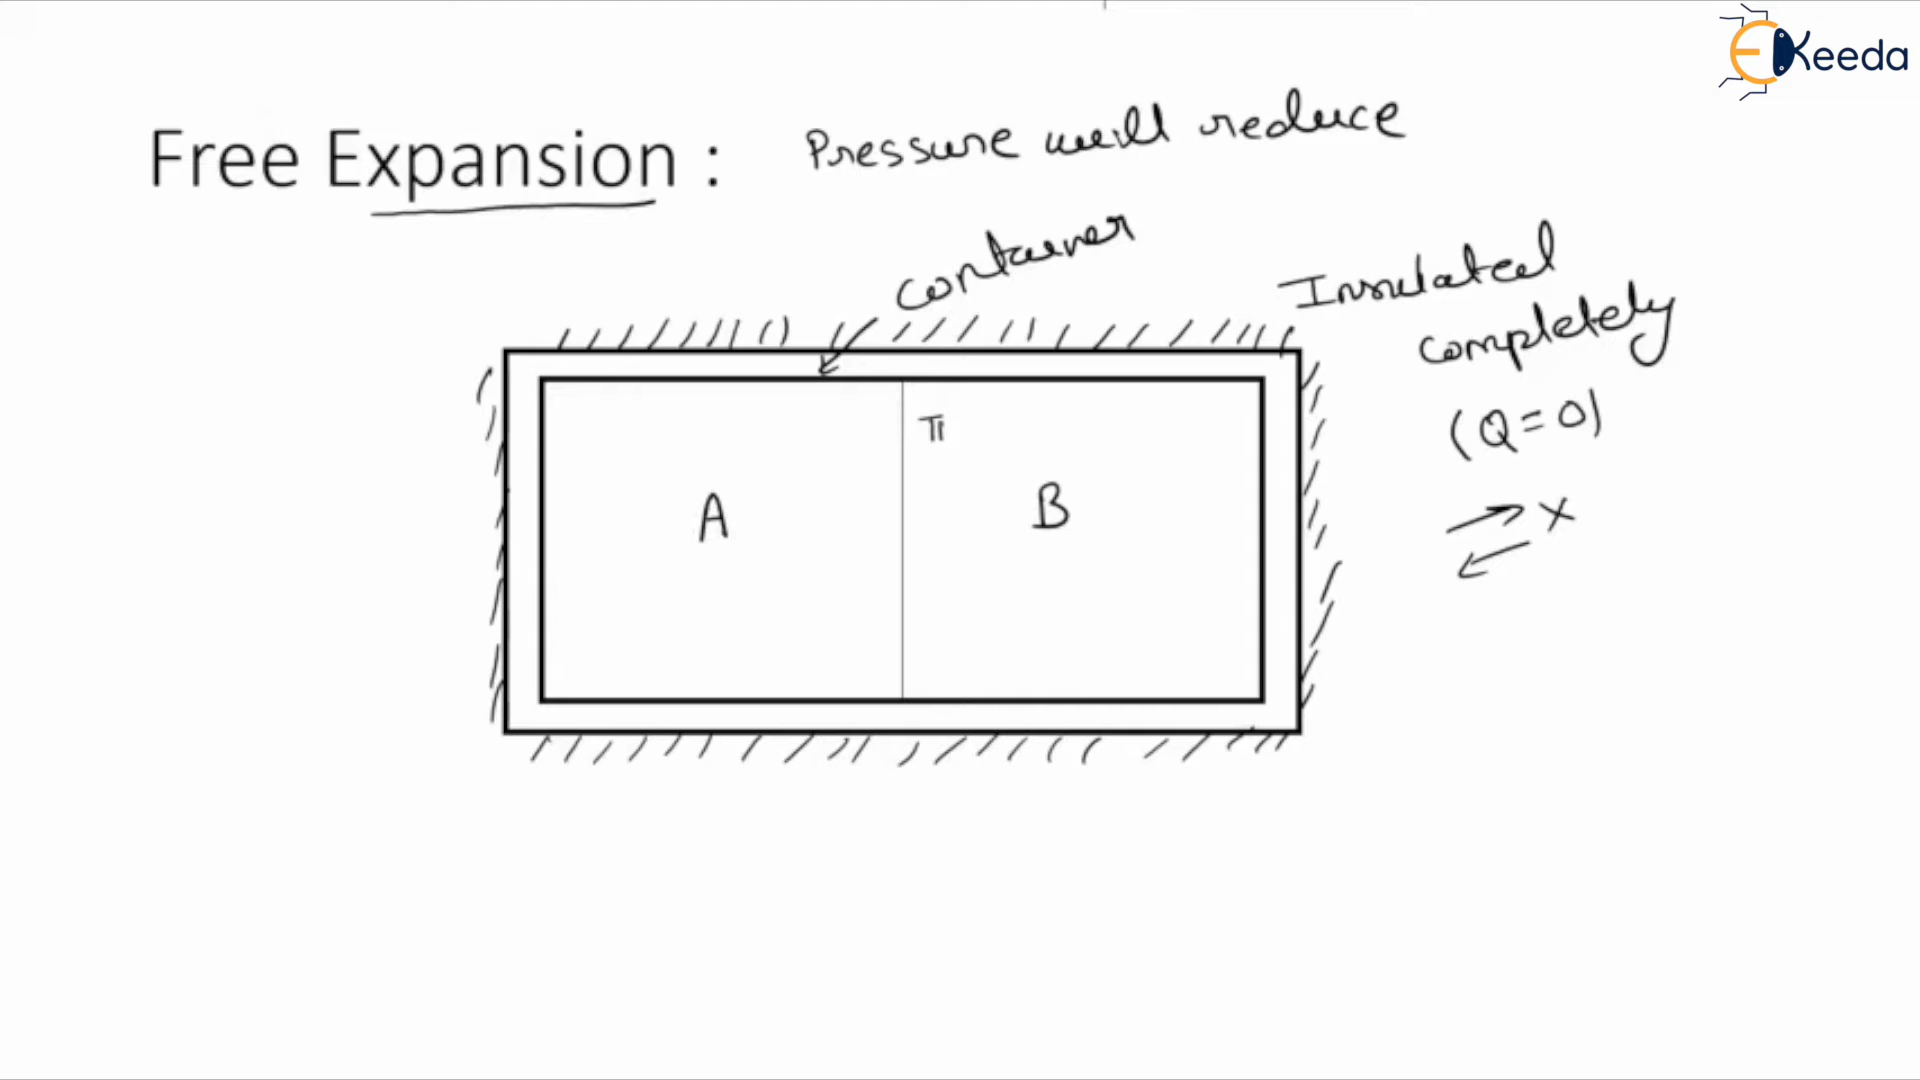 EKeeda
Free Expansion : Pressure will reduce
container
Insulated
completely
(Q=0)
A
B
X